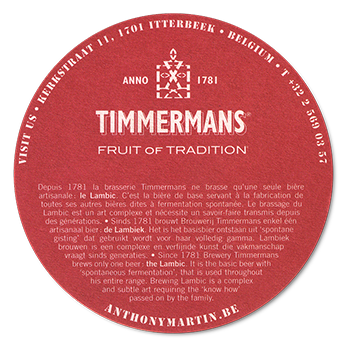 VISIT US • KERKSTRAAT 11, 1701 ITTERBEEK • BELGIUM • T +32 2 569 03 57
ANNO 1781
TIMMERMANS
FRUIT OF TRADITION
Depuis 1781 la brasserie Timmermans ne brasse qu'une seule bière
artisanale: le Lambic. C'est la bière de base servant à la fabrication de
toutes ses autres bières dites à fermentation spontanée. Le brassage du
Lambic est un art complexe et nécessite un savoir-faire transmis depuis
des générations. • Sinds 1781 brouwt Brouwerij Timmermans enkel één
artisanaal bier: de Lambiek. Het is het basisbier ontstaan uit 'spontane
gisting' dat gebruikt wordt voor haar volledig gamma. Lambiek
brouwen is een complexe en verfijnde kunst die vakmanschap
vraagt sinds generaties. • Since 1781 Brewery Timmermans
brews only one beer: the Lambic. It is the basic beer with
'spontaneous fermentation', that is used throughout
his entire range. Brewing Lambic is a complex
and subtle art requiring the 'know how'
passed on by the family.
ANTHONYMARTIN.BE